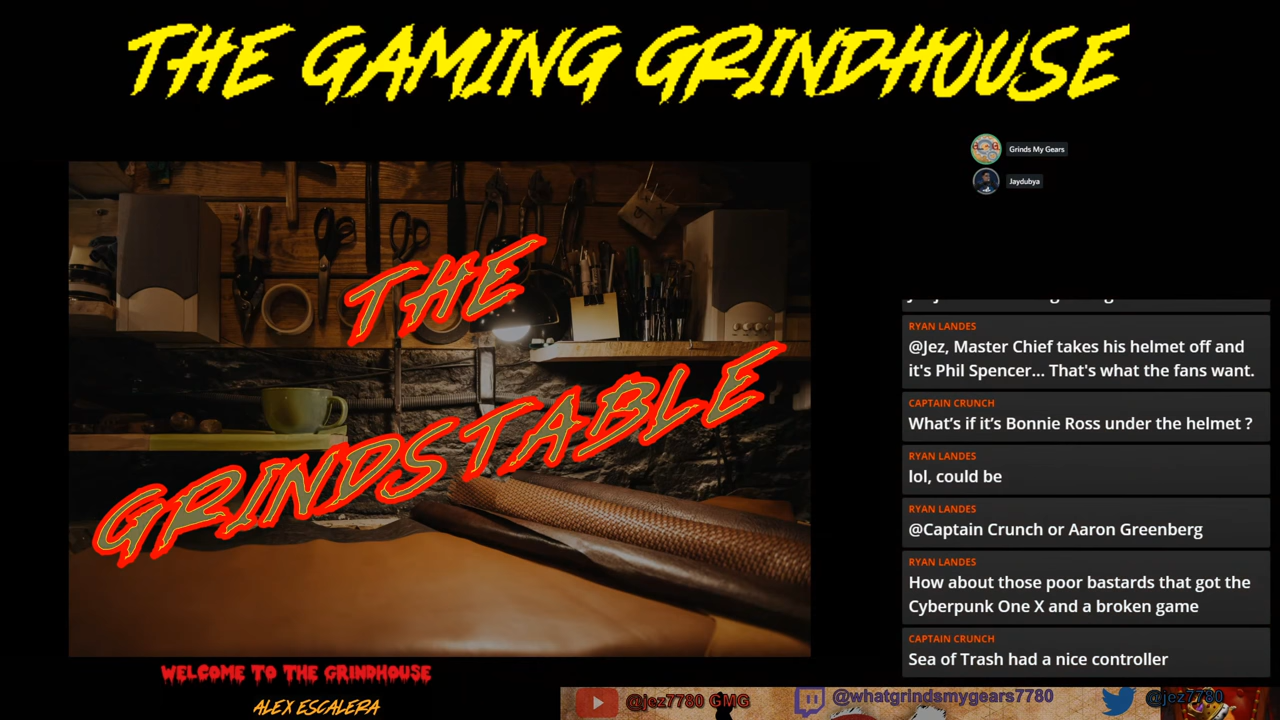 THE GAMING GRINDHOUSE
Grinds My Gears
Jaydubya
THE
GRINDSTABLE
RYAN LANDES
@Jez, Master Chief takes his helmet off and
it's Phil Spencer... That's what the fans want.
CAPTAIN CRUNCH
What's if it's Bonnie Ross under the helmet ?
RYAN LANDES
lol, could be
RYAN LANDES
@Captain Crunch or Aaron Greenberg
RYAN LANDES
How about those poor bastards that got the
Cyberpunk One X and a broken game
CAPTAIN CRUNCH
Sea of Trash had a nice controller
WELCOME TO THE GRINDHOUSE
ALEX ESCALERA
@jez7780 GMG
@whatgrindsmygears7780
@jez7780